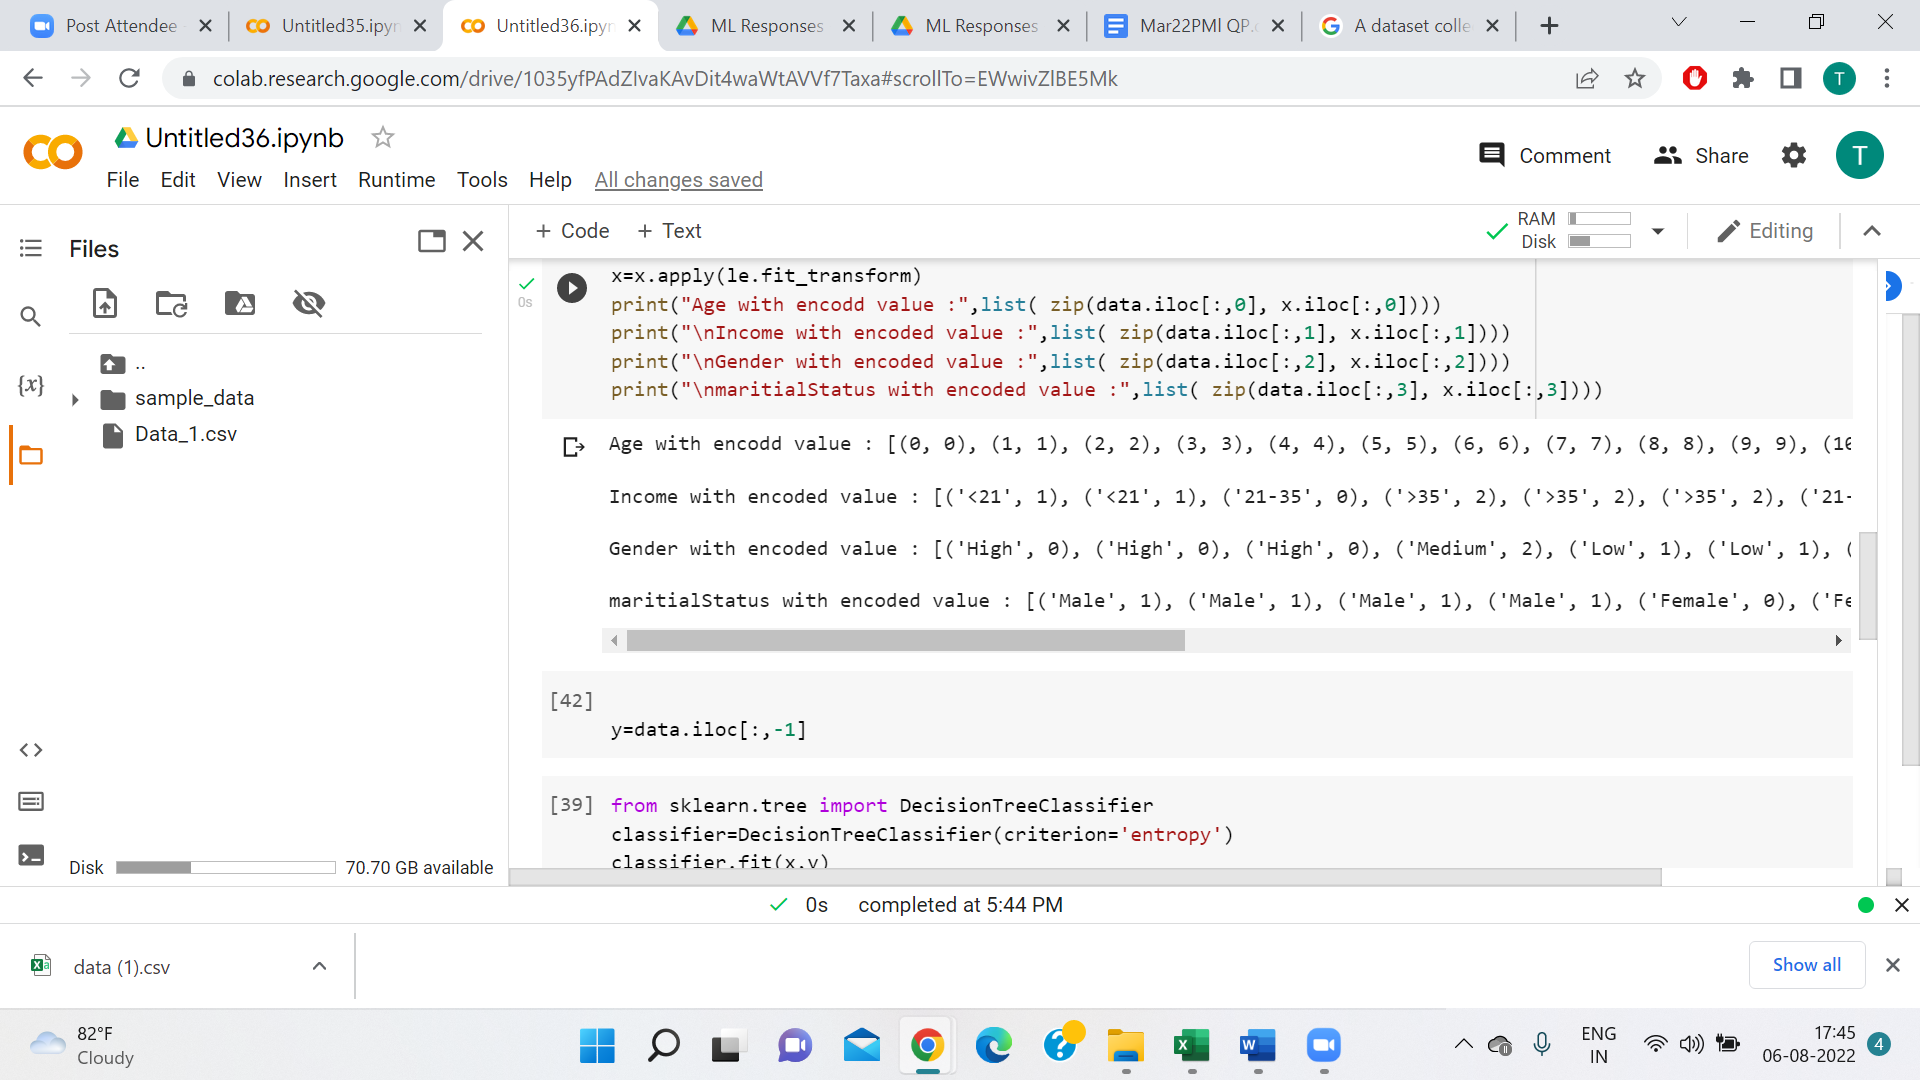 Post Attendee
Untitled35.ipyn
Untitled36.ipyn
ML Responses
ML Responses
Mar22PMl QP.
A dataset colle
colab.research.google.com/drive/1035yfPAdZIvaKAvDit4waWtAVVf7Taxa#scrollTo=EWwivZlBE5Mk
T
Untitled36.ipynb
Comment
Share
T
File Edit View Insert Runtime Tools Help All changes saved
Files
+ Code + Text
RAM
Disk
Editing
{x}
..
sample_data
Data_1.csv
0s
x=x.apply(le.fit_transform)
print("Age with encodd value :",list( zip(data.iloc[:,0], x.iloc[:,0])))
print("\nIncome with encoded value :",list( zip(data.iloc[:,1], x.iloc[:,1])))
print("\nGender with encoded value :",list( zip(data.iloc[:,2], x.iloc[:,2])))
print("\nmaritialStatus with encoded value :",list( zip(data.iloc[:,3], x.iloc[:,3])))
Age with encodd value : [(0, 0), (1, 1), (2, 2), (3, 3), (4, 4), (5, 5), (6, 6), (7, 7), (8, 8), (9, 9), (10
Income with encoded value : [('<21', 1), ('<21', 1), ('21-35', 0), ('>35', 2), ('>35', 2), ('>35', 2), ('21-
Gender with encoded value : [('High', 0), ('High', 0), ('High', 0), ('Medium', 2), ('Low', 1), ('Low', 1), (
maritialStatus with encoded value : [('Male', 1), ('Male', 1), ('Male', 1), ('Male', 1), ('Female', 0), ('Fe
[42]
y=data.iloc[:,-1]
[39] from sklearn.tree import DecisionTreeClassifier
classifier=DecisionTreeClassifier(criterion='entropy')
classifier.fit(x,y)
Disk 70.70 GB available
0s completed at 5:44 PM
data (1).csv
Show all
82°F
Cloudy
ENG
IN
17:45
06-08-2022
4